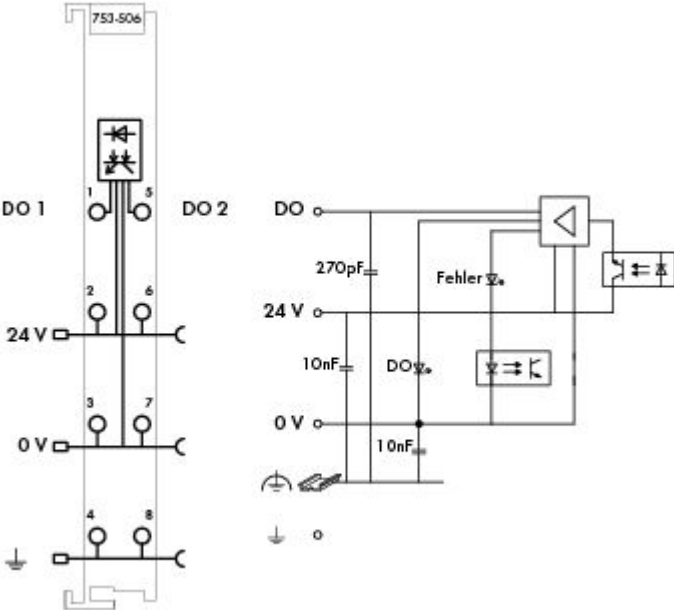 753-506
1 5
DO 1 DO 2 DO
270pF
Fehler
2 6
24 V 24 V
10nF DO
3 7
0 V 0 V
10nF
4 8